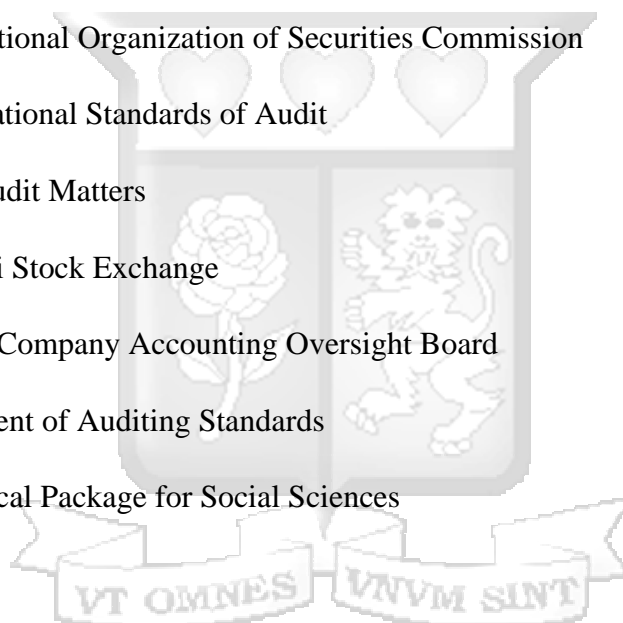 tional Organization of Securities Commission
ational Standards of Audit
udit Matters
i Stock Exchange
Company Accounting Oversight Board
ent of Auditing Standards
cal Package for Social Sciences
VT OMNES VNVM SINT